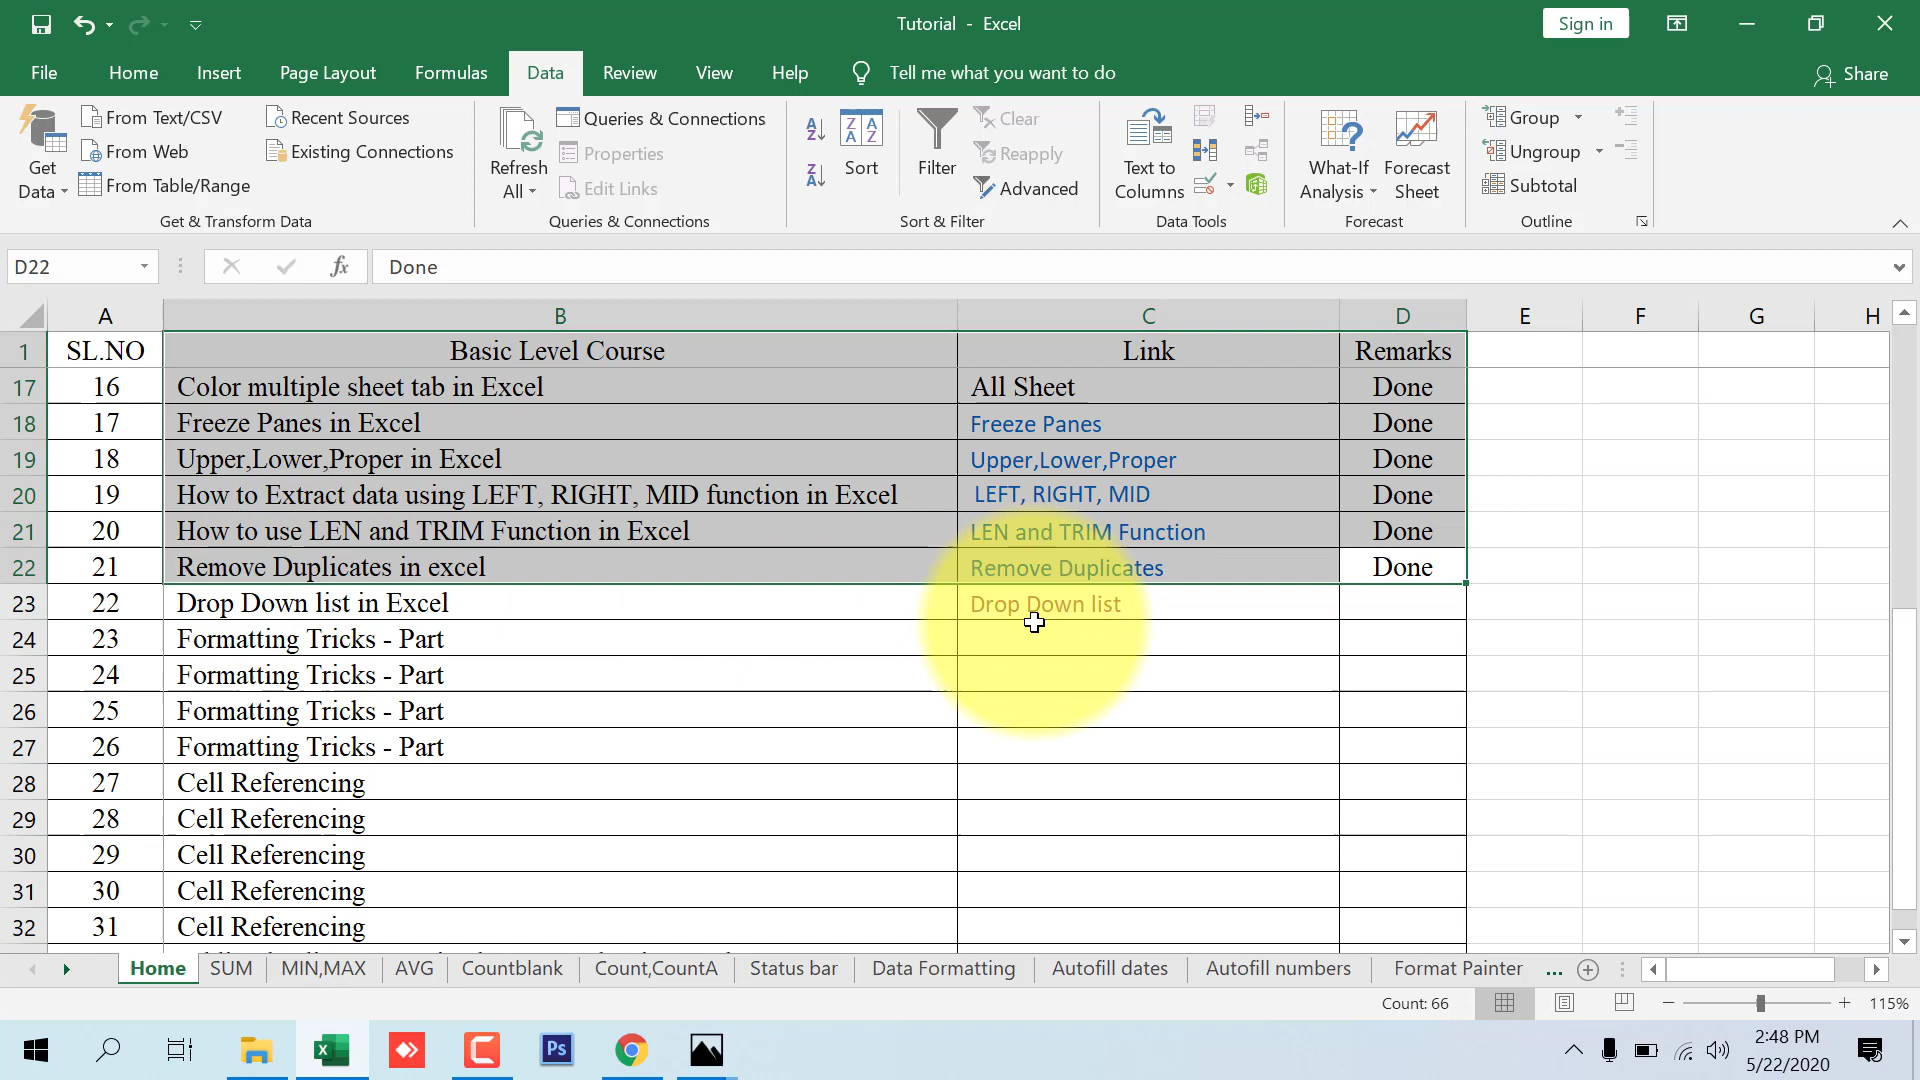 Tutorial - Excel
Sign in
File Home Insert Page Layout Formulas Data Review View Help Tell me what you want to do Share
Get Data
From Text/CSV
From Web
From Table/Range
Recent Sources
Existing Connections
Get & Transform Data
Refresh All
Queries & Connections
Properties
Edit Links
Queries & Connections
Sort
Filter
Clear
Reapply
Advanced
Sort & Filter
Text to Columns
Data Tools
What-If Analysis
Forecast Sheet
Forecast
Group
Ungroup
Subtotal
Outline
D22 fx Done
A B C D E F G H
1 SL.NO Basic Level Course Link Remarks
17 16 Color multiple sheet tab in Excel All Sheet Done
18 17 Freeze Panes in Excel Freeze Panes Done
19 18 Upper,Lower,Proper in Excel Upper,Lower,Proper Done
20 19 How to Extract data using LEFT, RIGHT, MID function in Excel LEFT, RIGHT, MID Done
21 20 How to use LEN and TRIM Function in Excel LEN and TRIM Function Done
22 21 Remove Duplicates in excel Remove Duplicates Done
23 22 Drop Down list in Excel Drop Down list
24 23 Formatting Tricks - Part
25 24 Formatting Tricks - Part
26 25 Formatting Tricks - Part
27 26 Formatting Tricks - Part
28 27 Cell Referencing
29 28 Cell Referencing
30 29 Cell Referencing
31 30 Cell Referencing
32 31 Cell Referencing
Home SUM MIN,MAX AVG Countblank Count,CountA Status bar Data Formatting Autofill dates Autofill numbers Format Painter ...
Count: 66 115%
Ps
2:48 PM
5/22/2020